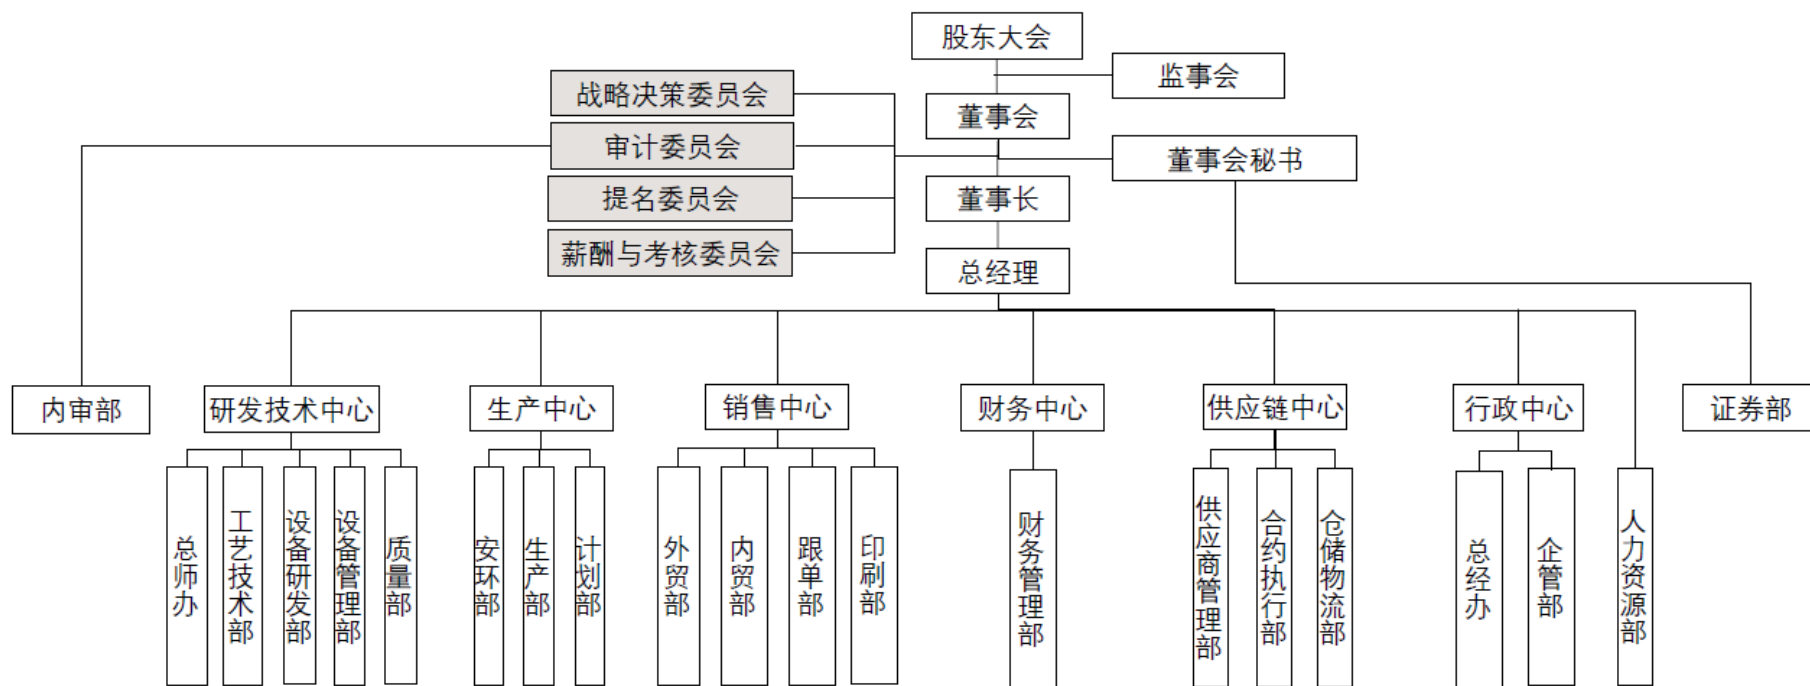 股东大会
监事会
战略决策委员会
董事会
审计委员会
董事会秘书
提名委员会
董事长
薪酬与考核委员会
总经理
内审部
研发技术中心
生产中心
销售中心
财务中心
供应链中心
行政中心
证券部
总师办
工艺技术部
设备研发部
设备管理部
质量部
安环部
生产部
计划部
外贸部
内贸部
跟单部
印刷部
财务管理部
供应商管理部
合约执行部
仓储物流部
总经办
企管部
人力资源部